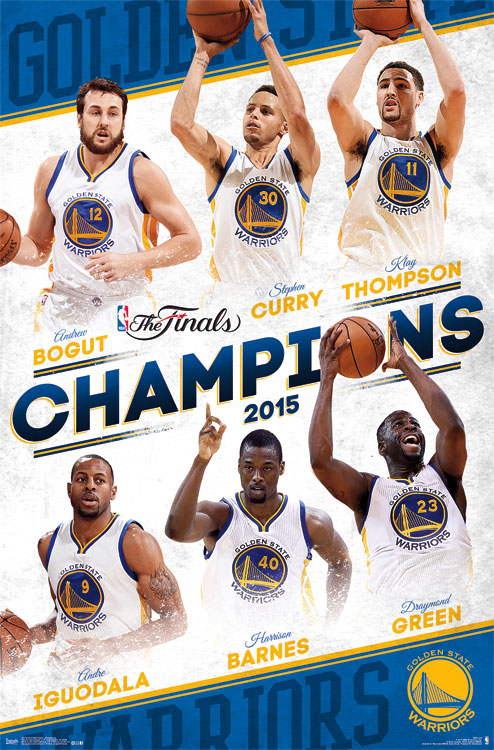 GOLDEN STATE
12
GOLDEN STATE
WARRIORS
30
GOLDEN STATE
WARRIORS
11
GOLDEN STATE
WARRIORS
Andrew
BOGUT
Stephen
CURRY
Klay
THOMPSON
The Finals
CHAMPIONS
2015
GOLDEN STATE
9
WARRIORS
GOLDEN STATE
40
WARRIORS
GOLDEN STATE
23
WARRIORS
Andre
IGUODALA
Harrison
BARNES
Draymond
GREEN
GOLDEN STATE
WARRIORS
WARRIORS